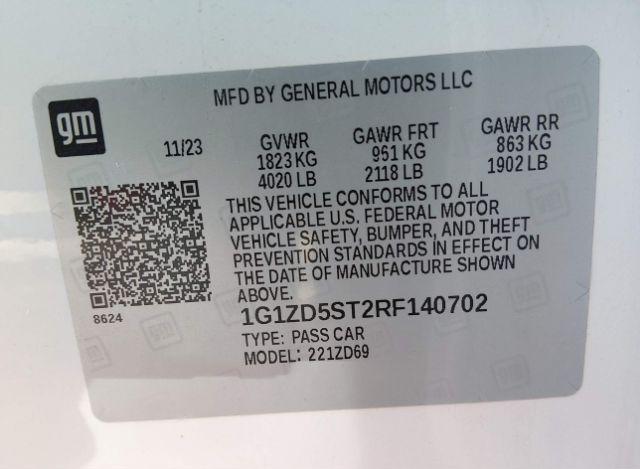 gm
MFD BY GENERAL MOTORS LLC
11/23
GVWR
1823 KG
4020 LB
GAWR FRT
951 KG
2118 LB
GAWR RR
863 KG
1902 LB
THIS VEHICLE CONFORMS TO ALL
APPLICABLE U.S. FEDERAL MOTOR
VEHICLE SAFETY, BUMPER, AND THEFT
PREVENTION STANDARDS IN EFFECT ON
THE DATE OF MANUFACTURE SHOWN
ABOVE.
8624
1G1ZD5ST2RF140702
TYPE: PASS CAR
MODEL: 221ZD69